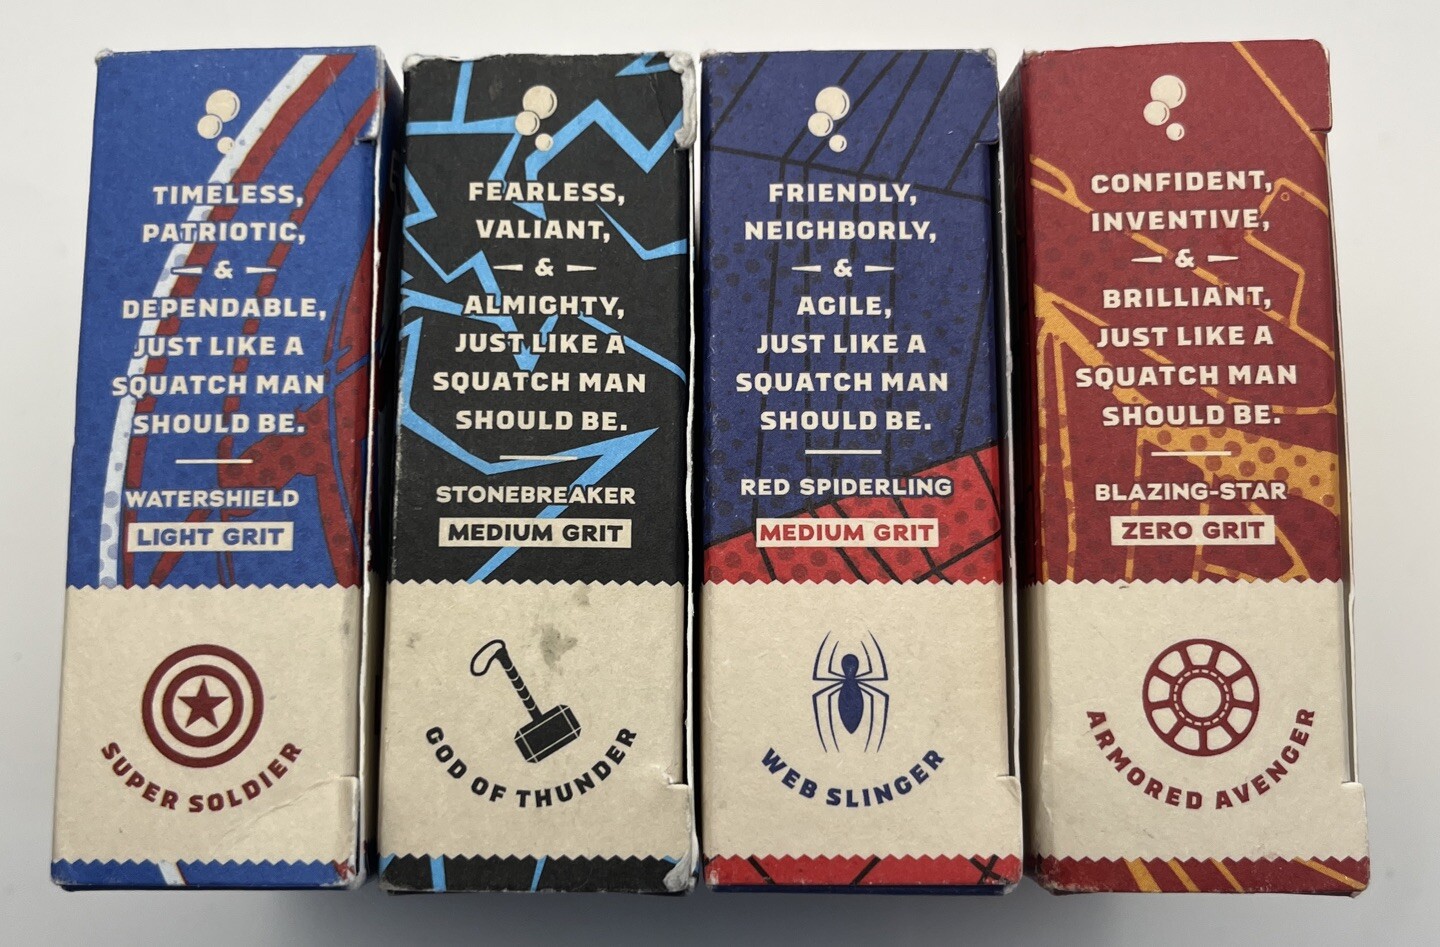 TIMELESS,
PATRIOTIC,
&
DEPENDABLE,
JUST LIKE A
SQUATCH MAN
SHOULD BE.
WATERSHIELD
LIGHT GRIT
SUPER SOLDIER
FEARLESS,
VALIANT,
&
ALMIGHTY,
JUST LIKE A
SQUATCH MAN
SHOULD BE.
STONEBREAKER
MEDIUM GRIT
GOD OF THUNDER
FRIENDLY,
NEIGHBORLY,
&
AGILE,
JUST LIKE A
SQUATCH MAN
SHOULD BE.
RED SPIDERLING
MEDIUM GRIT
WEB SLINGER
CONFIDENT,
INVENTIVE,
&
BRILLIANT,
JUST LIKE A
SQUATCH MAN
SHOULD BE.
BLAZING-STAR
ZERO GRIT
ARMORED AVENGER